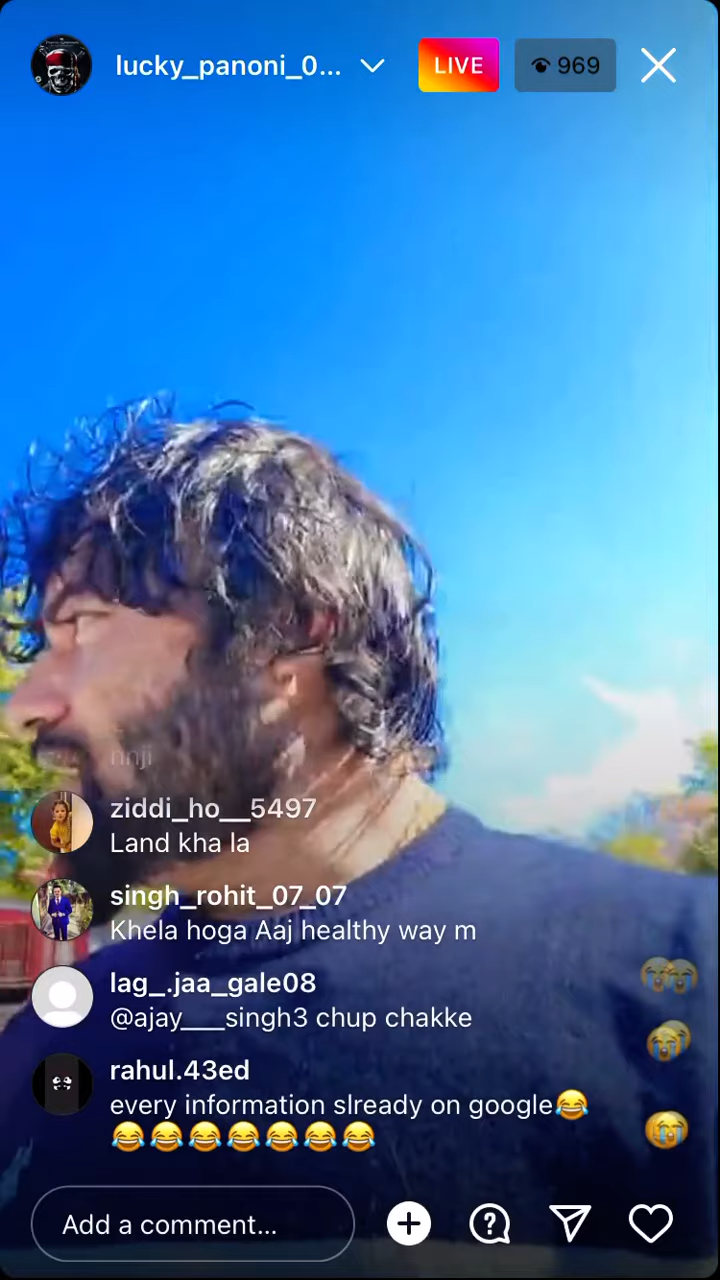 lucky_panoni_0...
LIVE
969
nnji
ziddi_ho__5497
Land kha la
singh_rohit_07_07
Khela hoga Aaj healthy way m
lag_.jaa_gale08
@ajay___singh3 chup chakke
rahul.43ed
every information slready on google😂
😂😂😂😂😂😂😂
Add a comment...